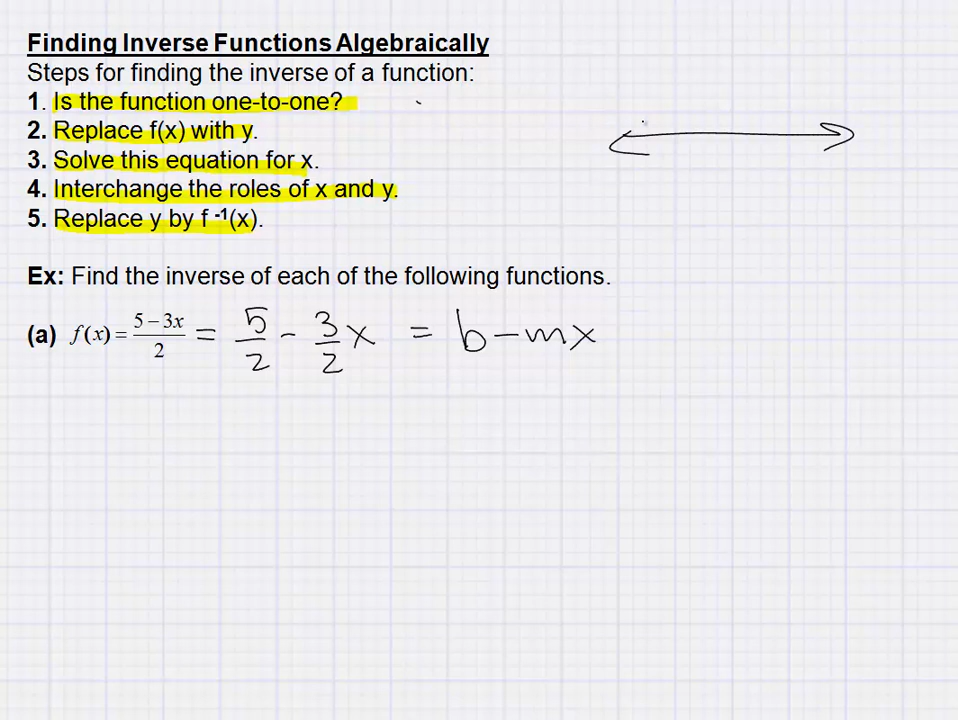 Finding Inverse Functions Algebraically
Steps for finding the inverse of a function:
1. Is the function one-to-one?
2. Replace f(x) with y.
3. Solve this equation for x.
4. Interchange the roles of x and y.
5. Replace y by f ⁻¹(x).
Ex: Find the inverse of each of the following functions.
(a) f(x) = (5 − 3x)/2 = 5/2 − 3/2 x = b − mx